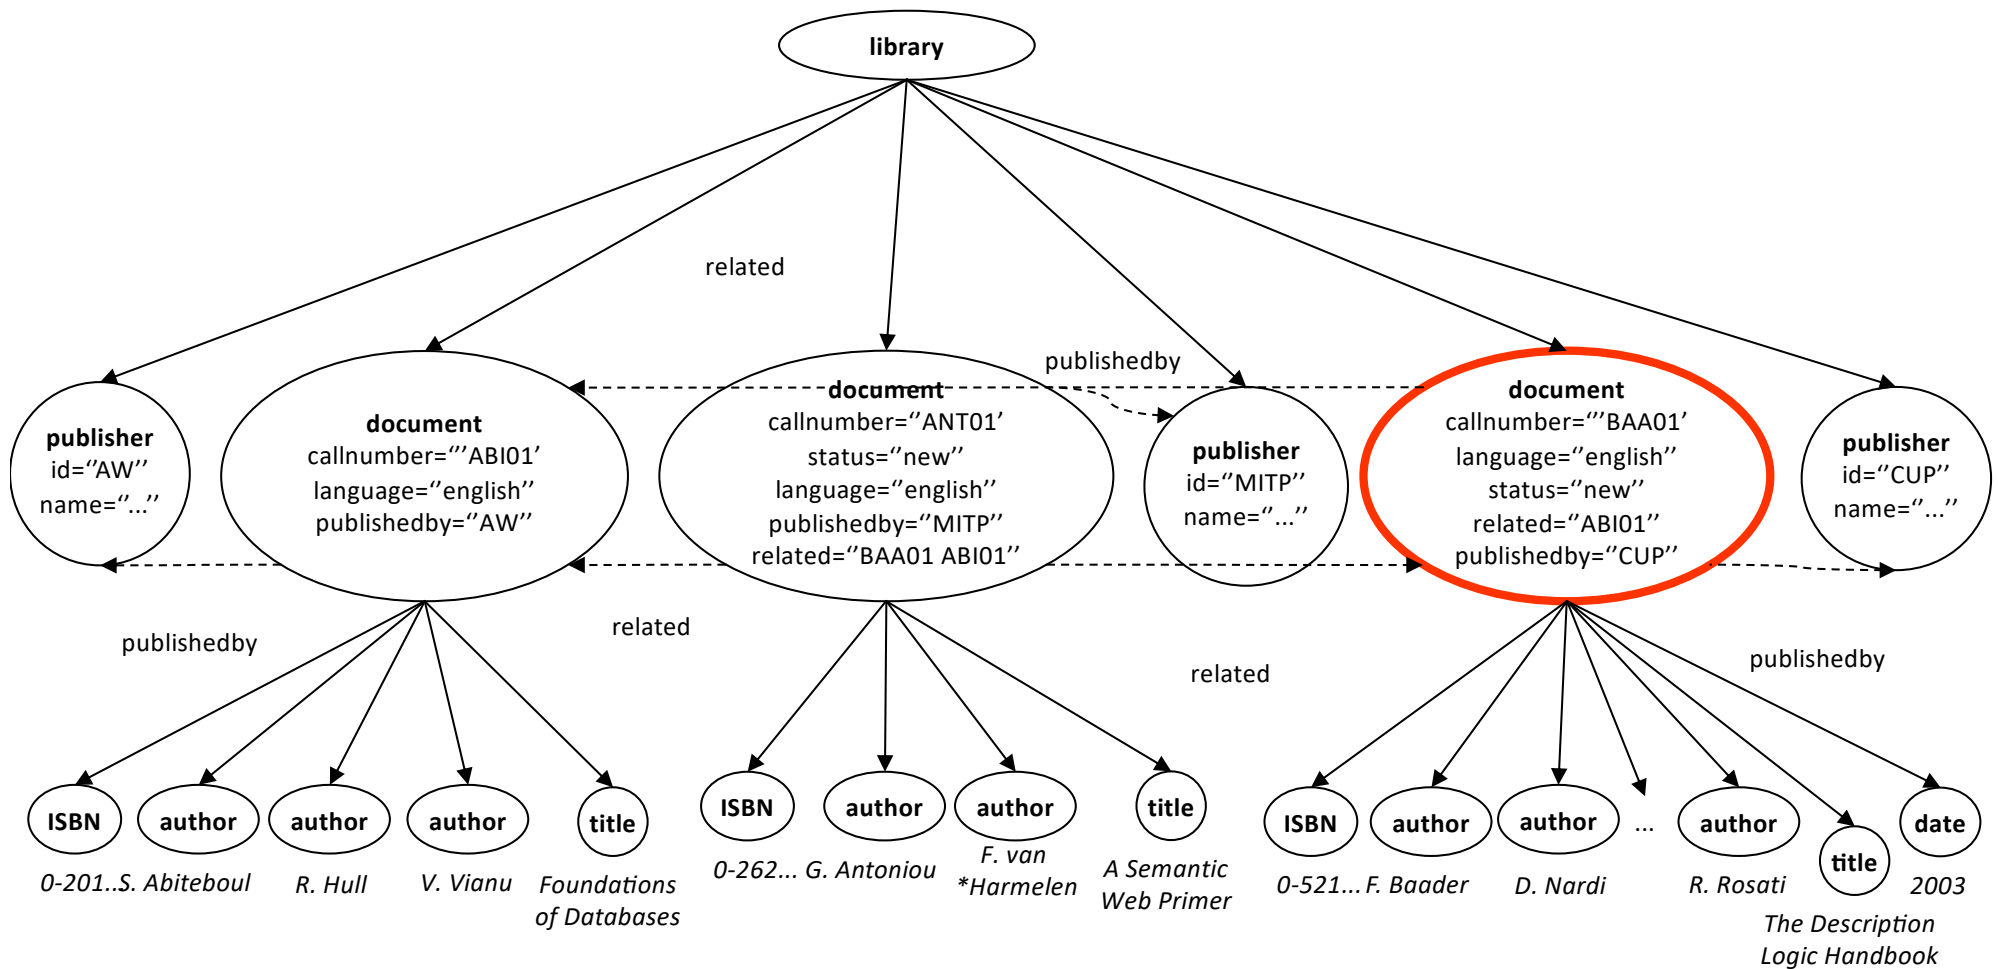 library
related
publishedby
publisher
id=‘’AW’’
name=‘’...’’
document
callnumber=‘’’ABI01’
language=‘’english’’
publishedby=‘’AW’’
document
callnumber=‘’ANT01’
status=‘’new’’
language=‘’english’’
publishedby=‘’MITP’’
related=‘’BAA01 ABI01’’
publisher
id=‘’MITP’’
name=‘’...’’
document
callnumber=‘’’BAA01’
language=‘’english’’
status=‘’new’’
related=‘’ABI01’’
publishedby=‘’CUP’’
publisher
id=‘’CUP’’
name=‘’...’’
publishedby
related
related
publishedby
ISBN
author
author
author
title
ISBN
author
author
title
ISBN
author
author
...
author
title
date
0-201...
S. Abiteboul
R. Hull
V. Vianu
Foundations
of Databases
0-262...
G. Antoniou
F. van
*Harmelen
A Semantic
Web Primer
0-521...
F. Baader
D. Nardi
R. Rosati
The Description
Logic Handbook
2003